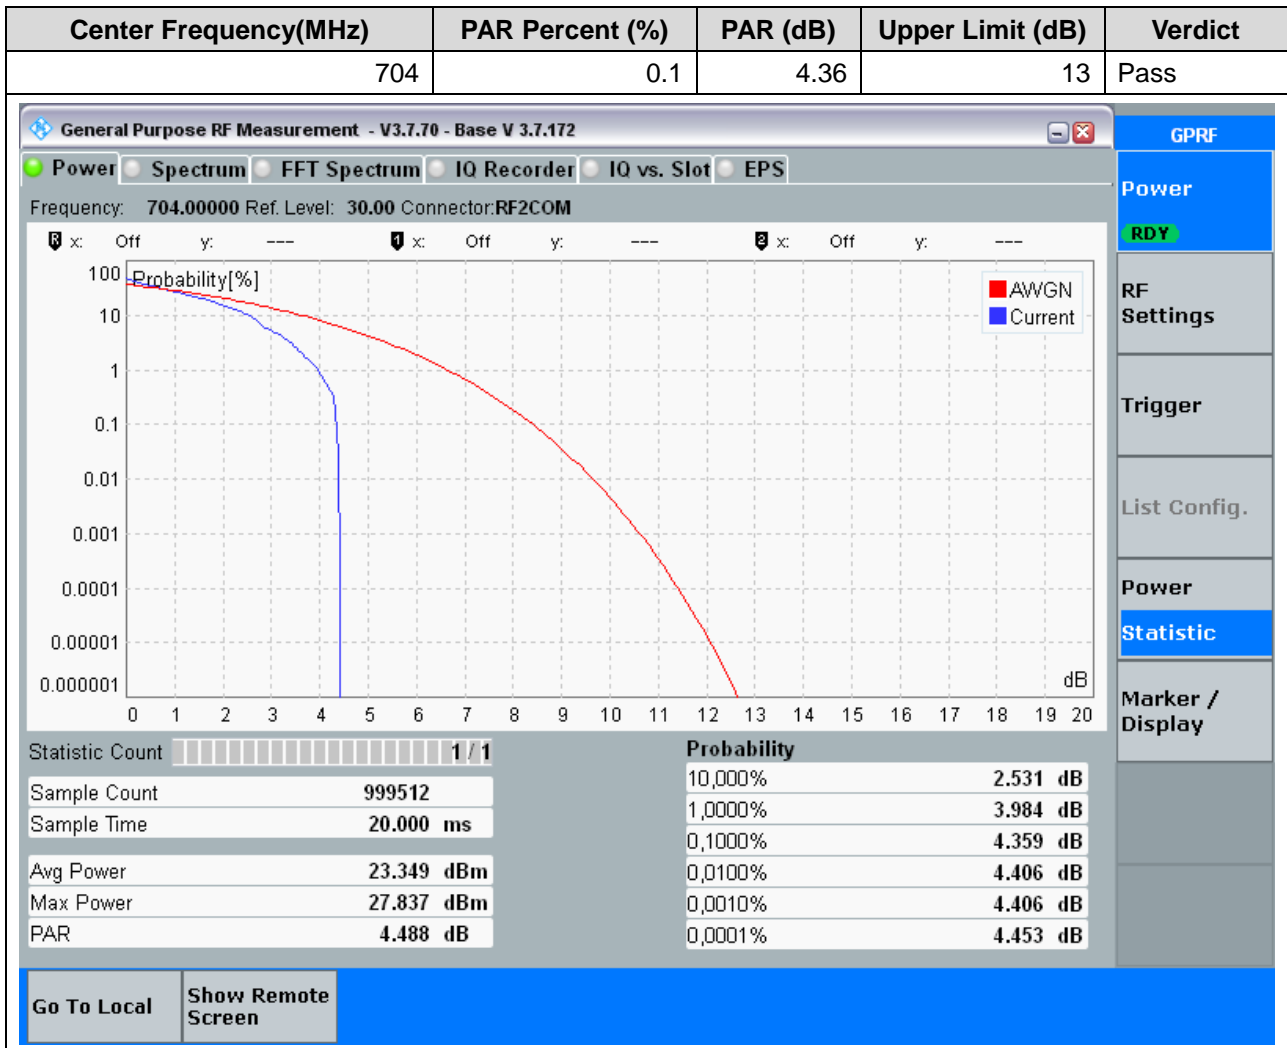 Center Frequency(MHz) PAR Percent (%) PAR (dB) Upper Limit (dB) Verdict
704 0.1 4.36 13 Pass
General Purpose RF Measurement - V3.7.70 - Base V 3.7.172
GPRF
Power Spectrum FFT Spectrum IQ Recorder IQ vs. Slot EPS
Frequency: 704.00000 Ref. Level: 30.00 Connector:RF2COM
Power
RDY
R x: Off y: --- 1 x: Off y: --- 2 x: Off y: ---
Probability[%]
100
10
1
0.1
0.01
0.001
0.0001
0.00001
0.000001
AWGN
Current
dB
0 1 2 3 4 5 6 7 8 9 10 11 12 13 14 15 16 17 18 19 20
RF
Settings
Trigger
List Config.
Power
Statistic
Marker /
Display
Statistic Count 1 / 1
Sample Count 999512
Sample Time 20.000 ms
Avg Power 23.349 dBm
Max Power 27.837 dBm
PAR 4.488 dB
Probability
10,000% 2.531 dB
1,0000% 3.984 dB
0,1000% 4.359 dB
0,0100% 4.406 dB
0,0010% 4.406 dB
0,0001% 4.453 dB
Go To Local
Show Remote
Screen